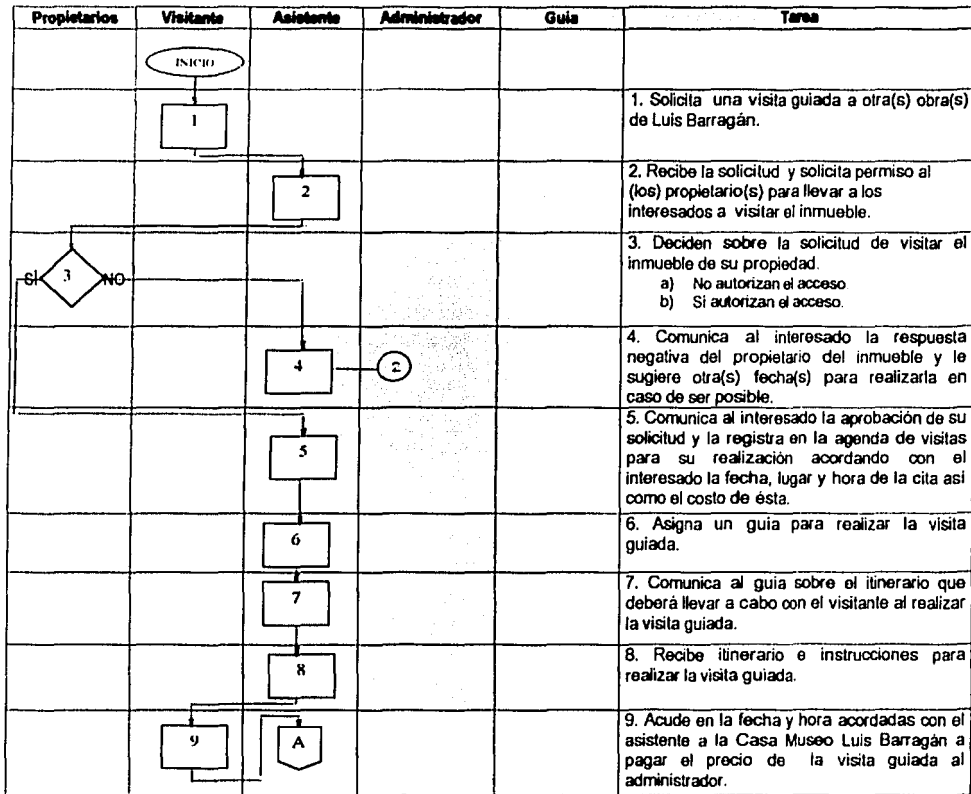 Propietarios Visitante Asistente Administrador Guía Tarea
INICIO
1
1. Solicita una visita guiada a otra(s) obra(s)
de Luis Barragán.
2
2. Recibe la solicitud y solicita permiso al
(los) propietario(s) para llevar a los
interesados a visitar el inmueble.
SÍ 3 NO
3. Deciden sobre la solicitud de visitar el
inmueble de su propiedad.
a) No autorizan el acceso.
b) Si autorizan el acceso.
4 2
4. Comunica al interesado la respuesta
negativa del propietario del inmueble y le
sugiere otra(s) fecha(s) para realizarla en
caso de ser posible.
5
5. Comunica al interesado la aprobación de su
solicitud y la registra en la agenda de visitas
para su realización acordando con el
interesado la fecha, lugar y hora de la cita así
como el costo de ésta.
6
6. Asigna un guía para realizar la visita
guiada.
7
7. Comunica al guía sobre el itinerario que
deberá llevar a cabo con el visitante al realizar
la visita guiada.
8
8. Recibe itinerario e instrucciones para
realizar la visita guiada.
9 A
9. Acude en la fecha y hora acordadas con el
asistente a la Casa Museo Luis Barragán a
pagar el precio de la visita guiada al
administrador.